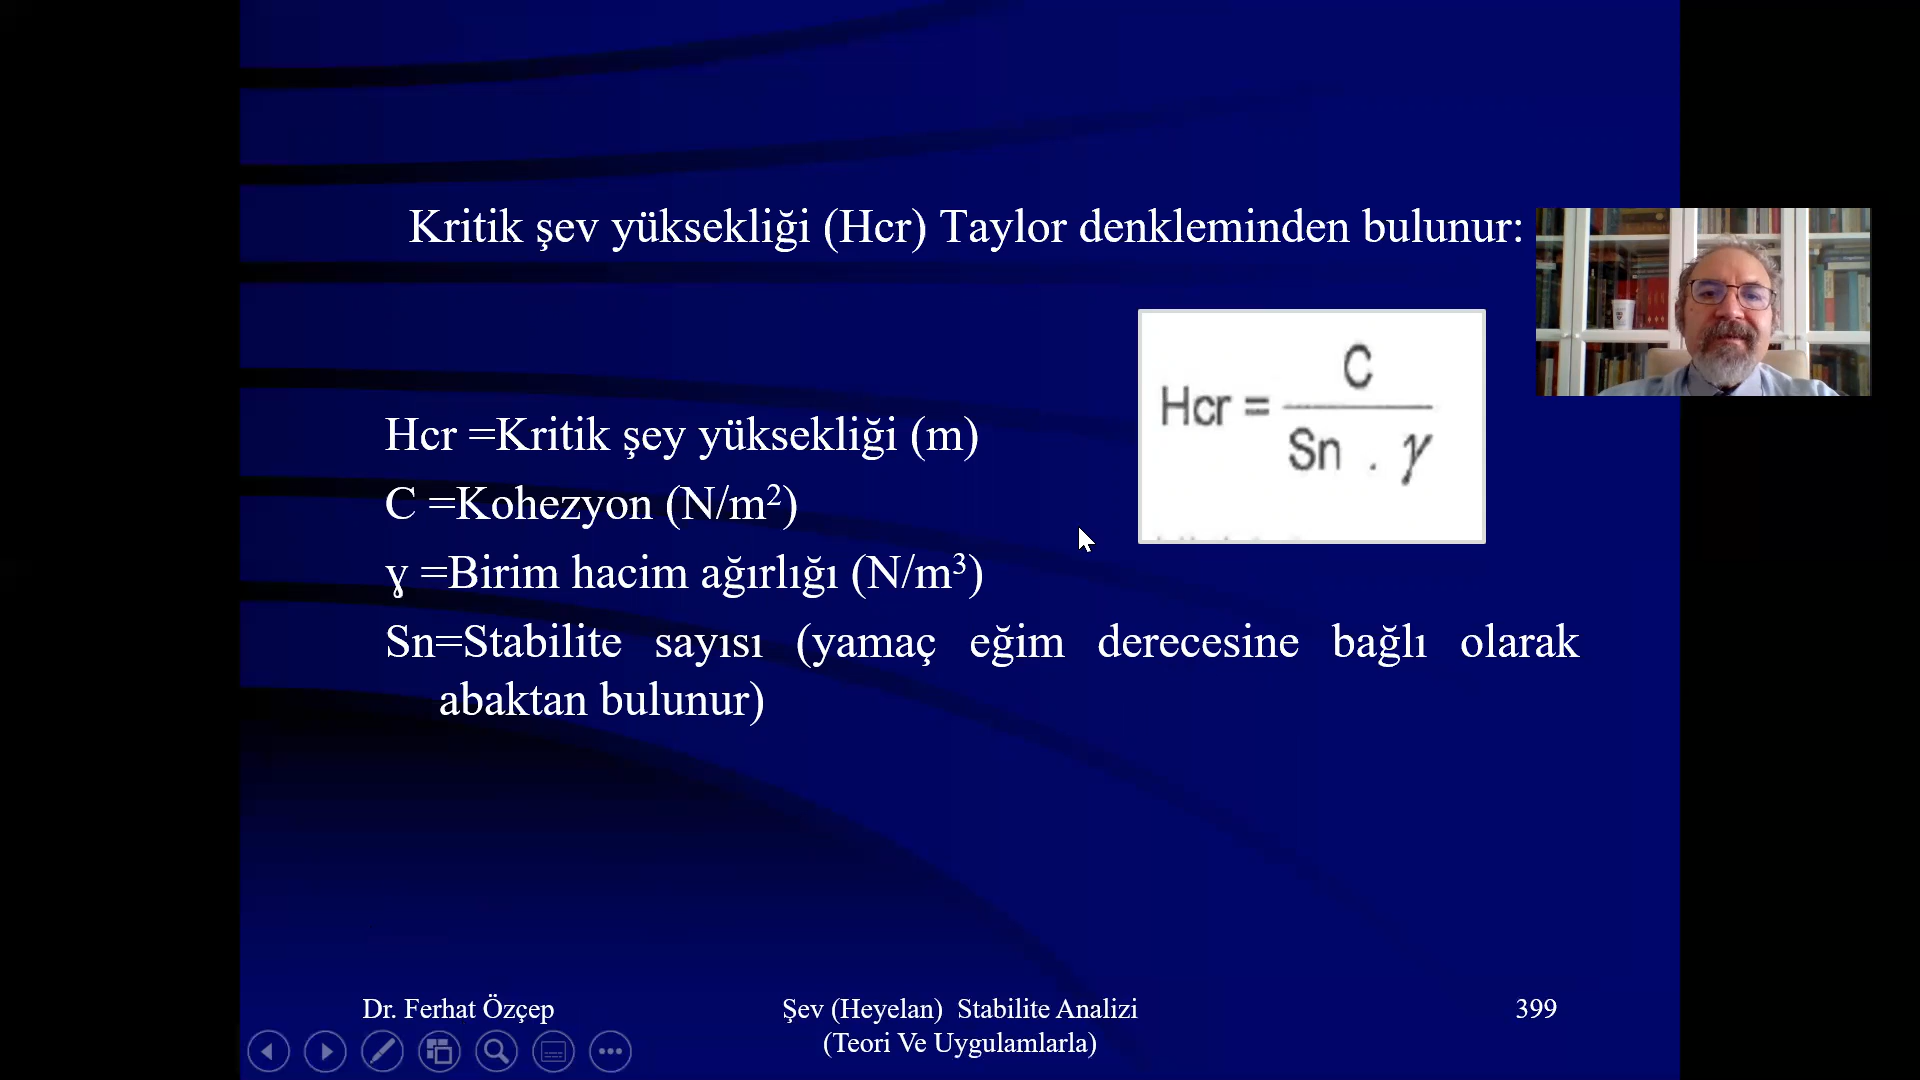 Kritik şev yüksekliği (Hcr) Taylor denkleminden bulunur:
Hcr = C / Sn . γ
Hcr =Kritik şey yüksekliği (m)
C =Kohezyon (N/m²)
ɣ =Birim hacim ağırlığı (N/m³)
Sn=Stabilite sayısı (yamaç eğim derecesine bağlı olarak
abaktan bulunur)
Dr. Ferhat Özçep
Şev (Heyelan) Stabilite Analizi
(Teori Ve Uygulamlarla)
399